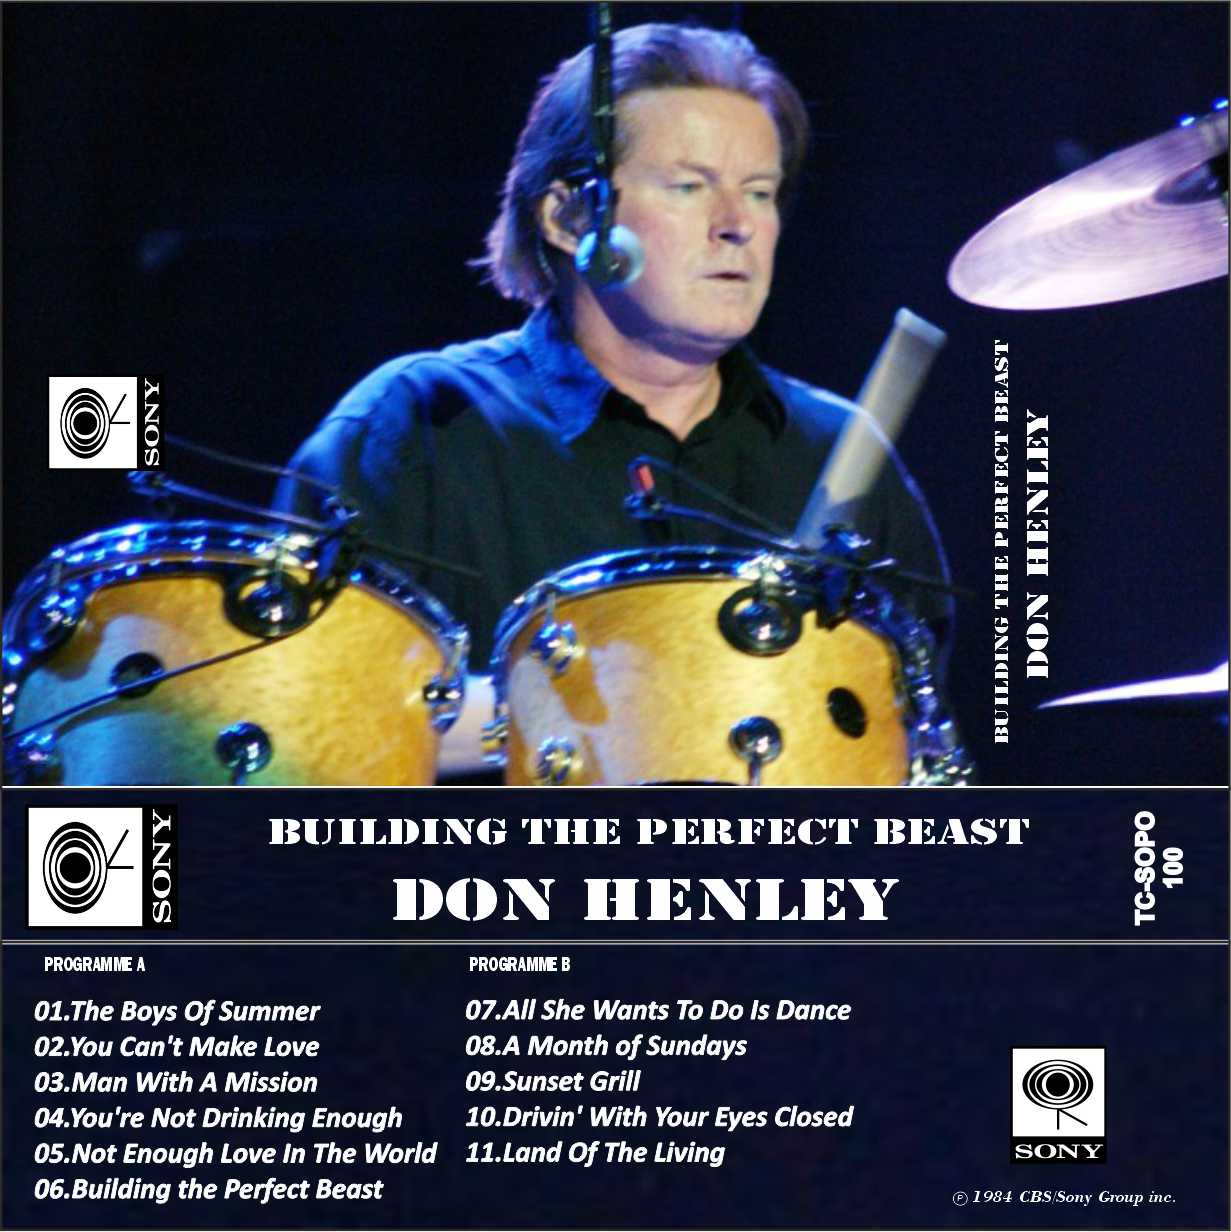 SONY
BUILDING THE PERFECT BEAST
DON HENLEY
SONY
BUILDING THE PERFECT BEAST
DON HENLEY
TC-SOPO
100
PROGRAMME A
01.The Boys Of Summer
02.You Can't Make Love
03.Man With A Mission
04.You're Not Drinking Enough
05.Not Enough Love In The World
06.Building the Perfect Beast
PROGRAMME B
07.All She Wants To Do Is Dance
08.A Month of Sundays
09.Sunset Grill
10.Drivin' With Your Eyes Closed
11.Land Of The Living
SONY
℗ 1984 CBS/Sony Group inc.